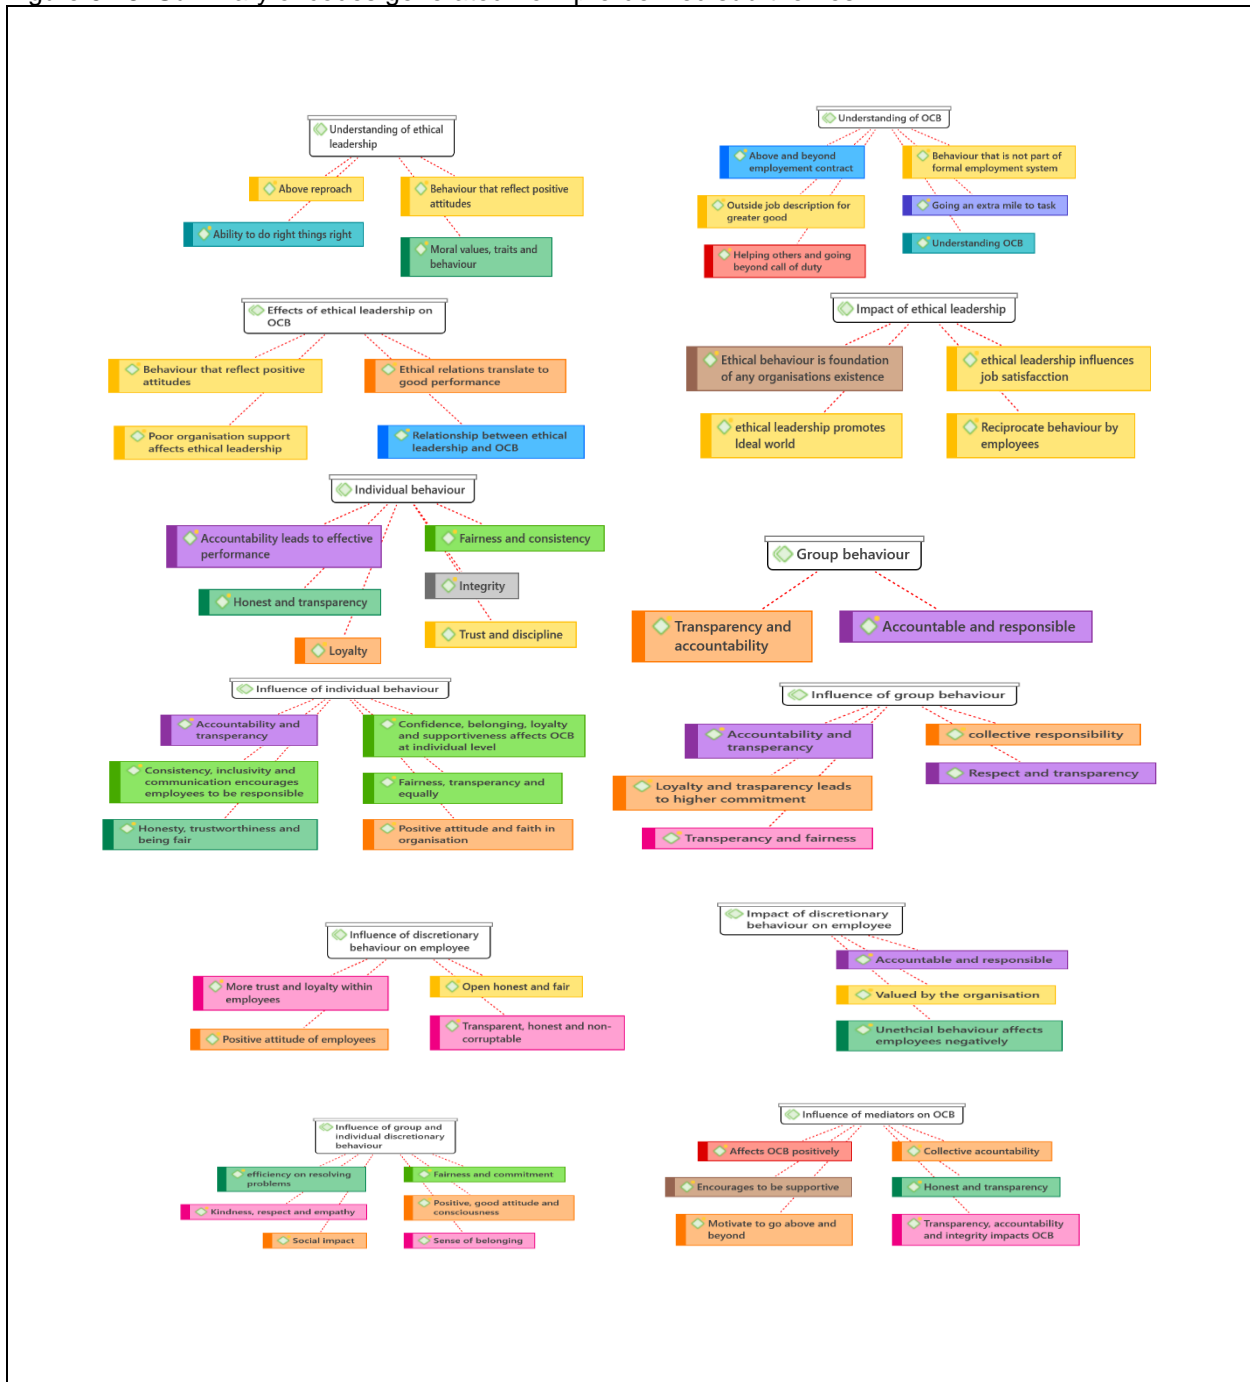 Understanding of ethical
leadership
Above reproach
Behaviour that reflect positive
attitudes
Ability to do right things right
Moral values, traits and
behaviour
Understanding of OCB
Above and beyond
employement contract
Behaviour that is not part of
formal employment system
Outside job description for
greater good
Going an extra mile to task
Helping others and going
beyond call of duty
Understanding OCB
Effects of ethical leadership on
OCB
Behaviour that reflect positive
attitudes
Ethical relations translate to
good performance
Poor organisation support
affects ethical leadership
Relationship between ethical
leadership and OCB
Impact of ethical leadership
Ethical behaviour is foundation
of any organisations existence
ethical leadership influences
job satisfacction
ethical leadership promotes
Ideal world
Reciprocate behaviour by
employees
Individual behaviour
Accountability leads to effective
performance
Fairness and consistency
Honest and transparency
Integrity
Loyalty
Trust and discipline
Group behaviour
Transparency and
accountability
Accountable and responsible
Influence of individual behaviour
Accountability and
transperancy
Confidence, belonging, loyalty
and supportiveness affects OCB
at individual level
Consistency, inclusivity and
communication encourages
employees to be responsible
Fairness, transperancy and
equally
Honesty, trustworthiness and
being fair
Positive attitude and faith in
organisation
Influence of group behaviour
Accountability and
transperancy
collective responsibility
Loyalty and trasparency leads
to higher commitment
Respect and transparency
Transperancy and fairness
Influence of discretionary
behaviour on employee
More trust and loyalty within
employees
Open honest and fair
Positive attitude of employees
Transparent, honest and non-
corruptable
Impact of discretionary
behaviour on employee
Accountable and responsible
Valued by the organisation
Unethcial behaviour affects
employees negatively
Influence of group and
individual discretionary
behaviour
efficiency on resolving
problems
Fairness and commitment
Kindness, respect and empathy
Positive, good attitude and
consciousness
Social impact
Sense of belonging
Influence of mediators on OCB
Affects OCB positively
Collective acountability
Encourages to be supportive
Honest and transparency
Motivate to go above and
beyond
Transparency, accountability
and integrity impacts OCB